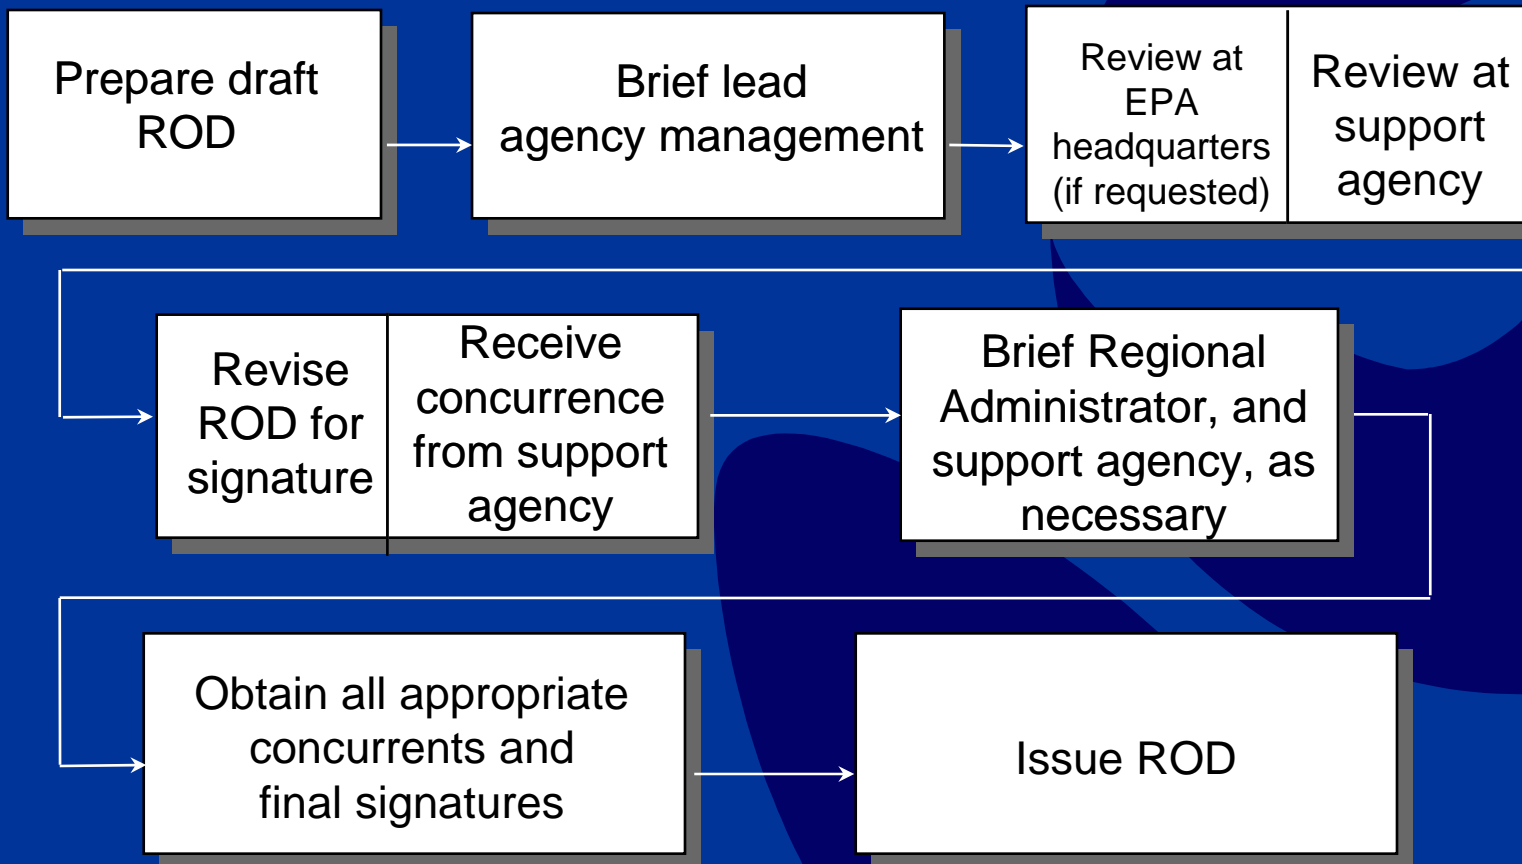 Prepare draft
ROD
Brief lead
agency management
Review at
EPA
headquarters
(if requested)
Review at
support
agency
Revise
ROD for
signature
Receive
concurrence
from support
agency
Brief Regional
Administrator, and
support agency, as
necessary
Obtain all appropriate
concurrents and
final signatures
Issue ROD